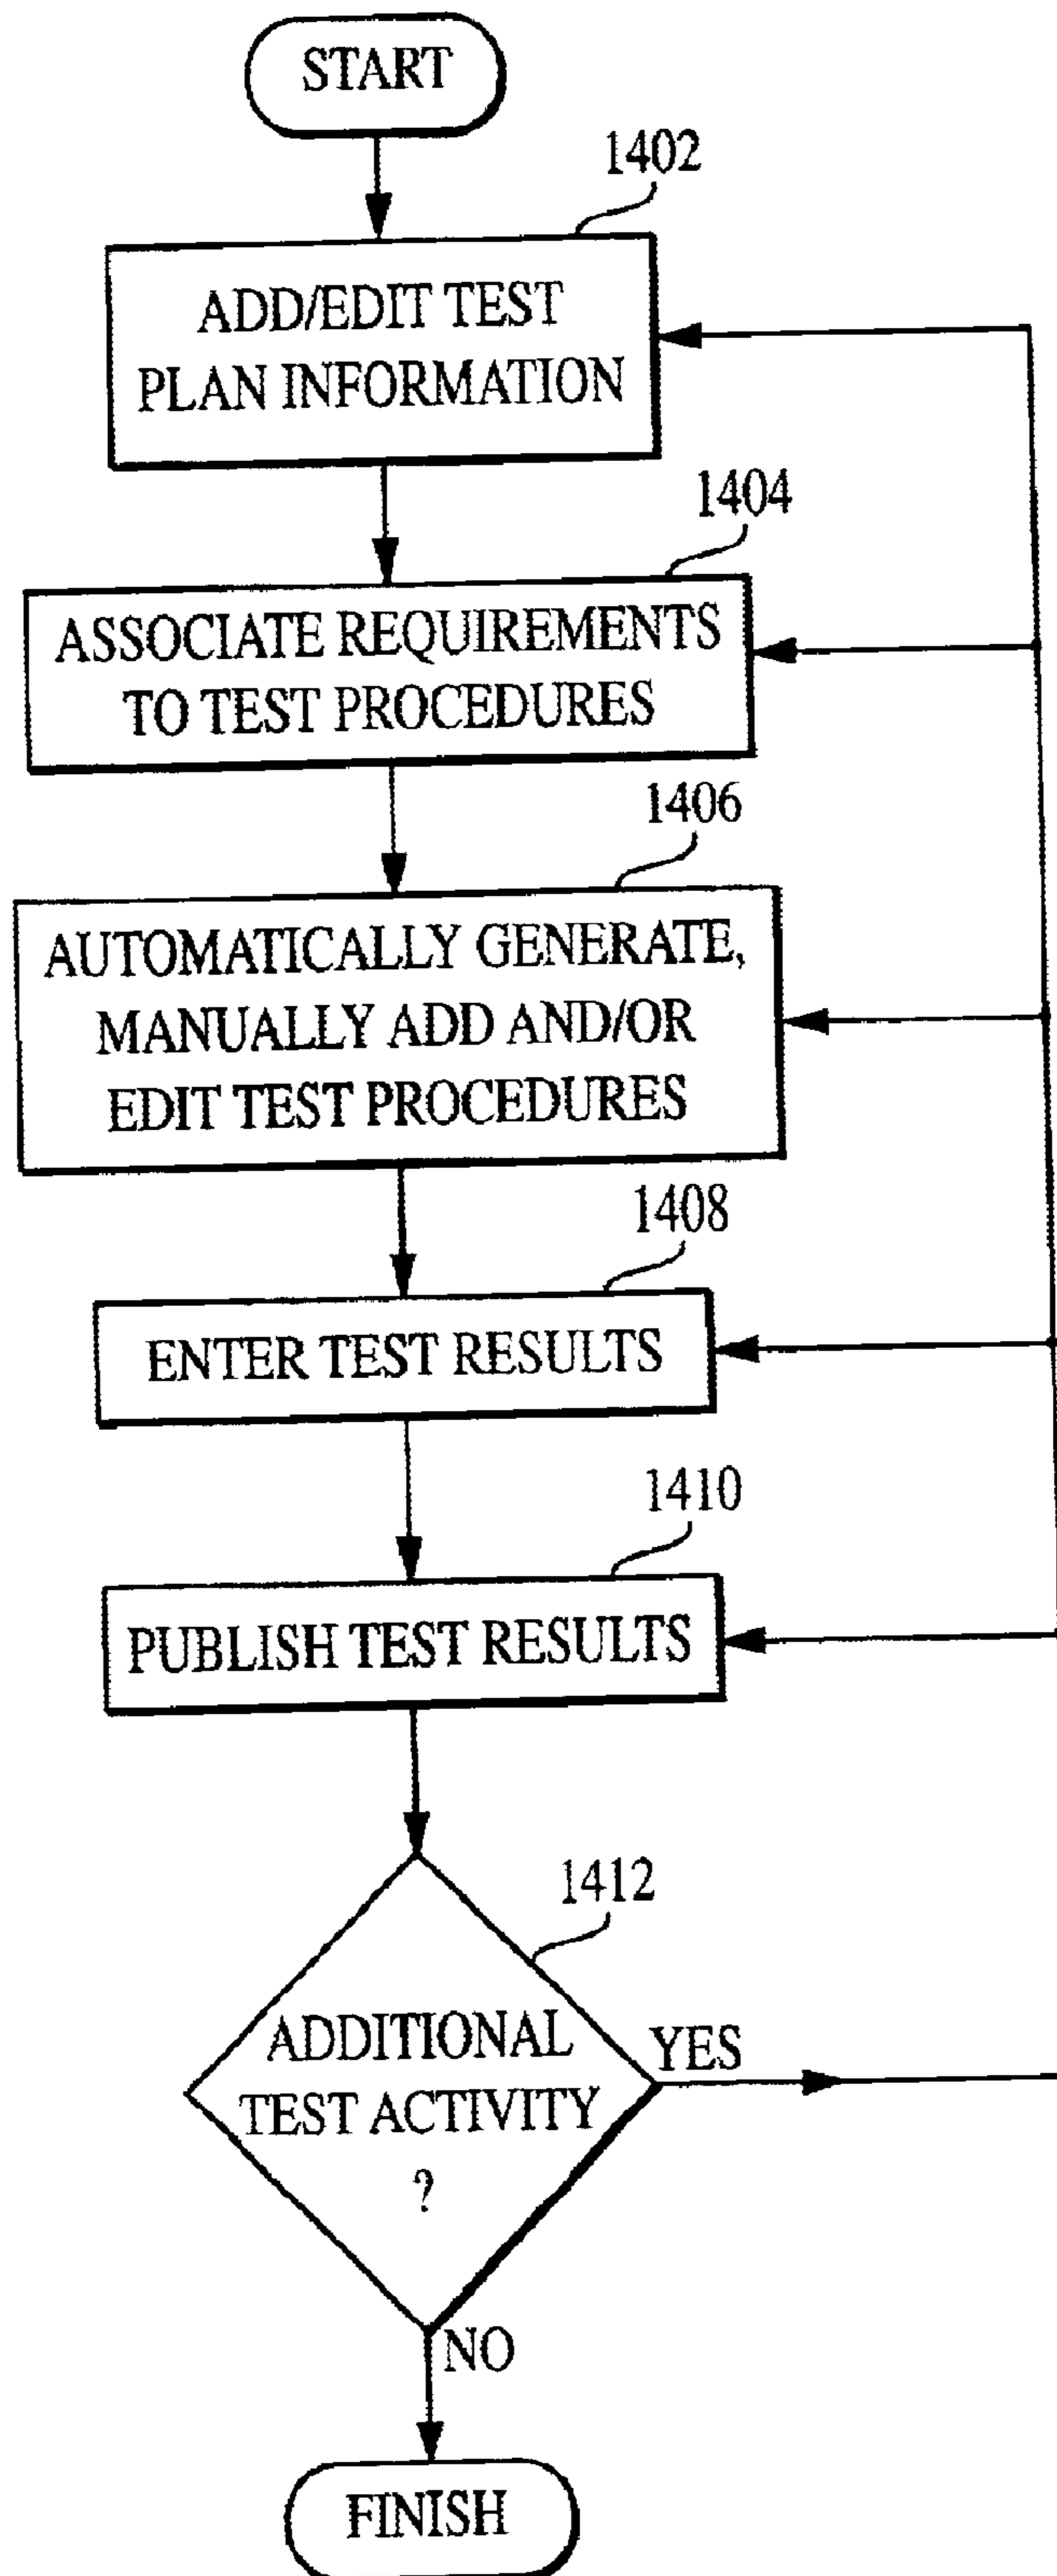 START
1402
ADD/EDIT TEST
PLAN INFORMATION
1404
ASSOCIATE REQUIREMENTS
TO TEST PROCEDURES
1406
AUTOMATICALLY GENERATE,
MANUALLY ADD AND/OR
EDIT TEST PROCEDURES
1408
ENTER TEST RESULTS
1410
PUBLISH TEST RESULTS
1412
ADDITIONAL
TEST ACTIVITY
?
YES
NO
FINISH